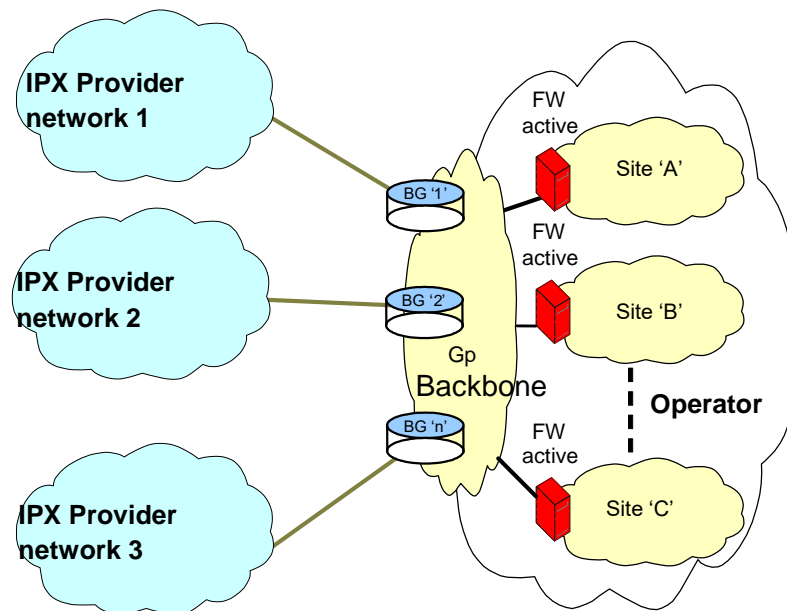 IPX Provider
network 1
IPX Provider
network 2
IPX Provider
network 3
BG '1'
BG '2'
BG 'n'
Gp
Backbone
FW
active
Site 'A'
FW
active
Site 'B'
Operator
FW
active
Site 'C'